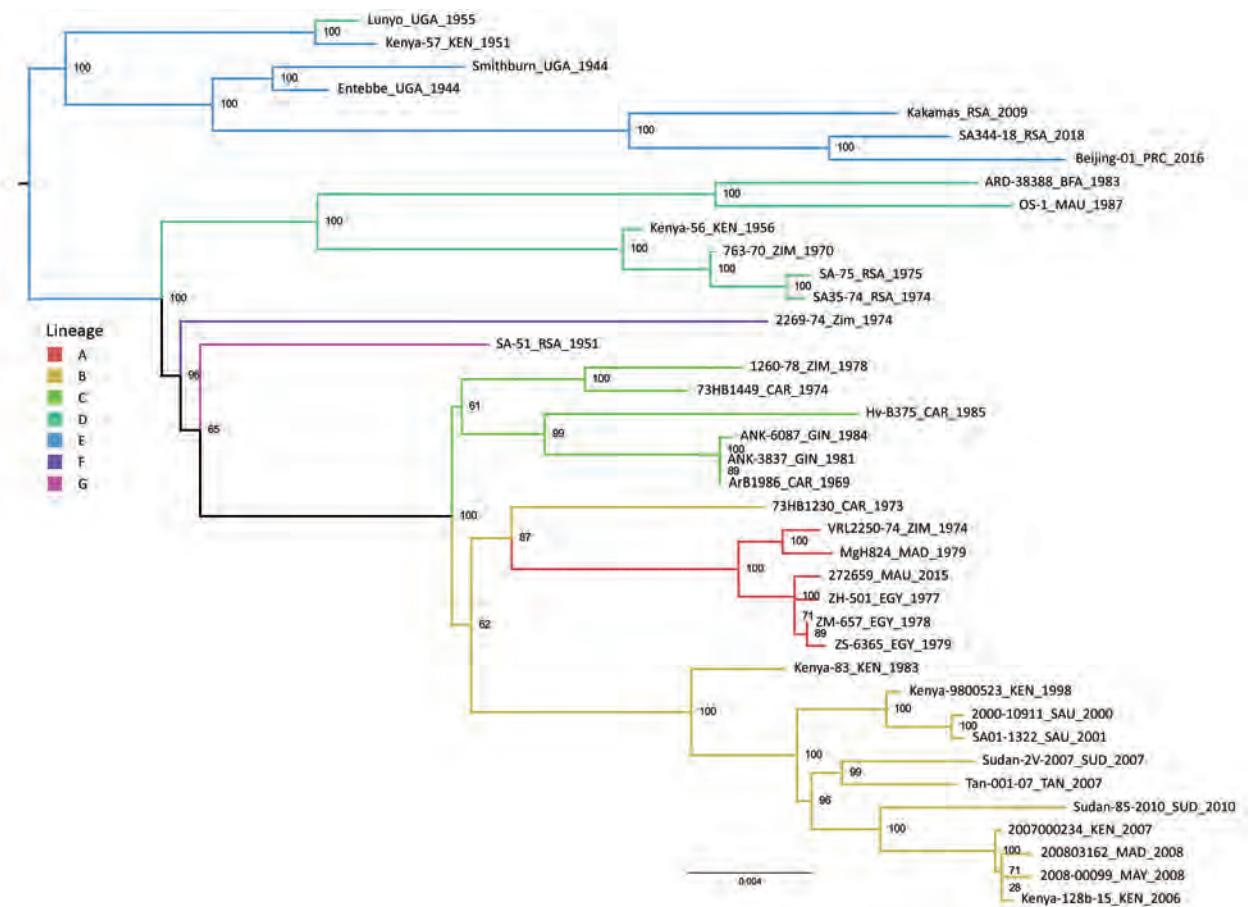 Lunyo_UGA_1955
100
Kenya-57_KEN_1951
100
Smithburn_UGA_1944
100
Entebbe_UGA_1944
100
Kakamas_RSA_2009
100
SA344-18_RSA_2018
100
Beijing-01_PRC_2016
ARD-38388_BFA_1983
100
OS-1_MAU_1987
100
Kenya-56_KEN_1956
100
763-70_ZIM_1970
100
SA-75_RSA_1975
100
SA35-74_RSA_1974
100
2269-74_Zim_1974
Lineage
A
B
C
D
E
F
G
SA-51_RSA_1951
96
65
1260-78_ZIM_1978
100
73HB1449_CAR_1974
61
Hv-B375_CAR_1985
99
ANK-6087_GIN_1984
100
ANK-3837_GIN_1981
89
ArB1986_CAR_1969
100
73HB1230_CAR_1973
87
VRL2250-74_ZIM_1974
100
MgH824_MAD_1979
100
272659_MAU_2015
100
ZH-501_EGY_1977
71
ZM-657_EGY_1978
89
ZS-6365_EGY_1979
62
Kenya-83_KEN_1983
100
Kenya-9800523_KEN_1998
100
2000-10911_SAU_2000
100
SA01-1322_SAU_2001
100
Sudan-2V-2007_SUD_2007
99
Tan-001-07_TAN_2007
96
Sudan-85-2010_SUD_2010
100
2007000234_KEN_2007
100
200803162_MAD_2008
71
2008-00099_MAY_2008
28
Kenya-128b-15_KEN_2006
0.004